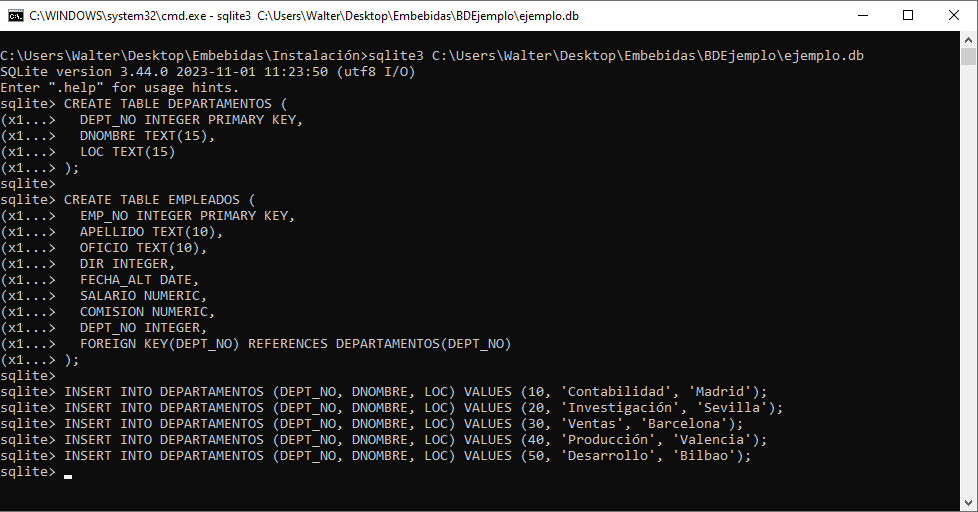 C:\WINDOWS\system32\cmd.exe - sqlite3  C:\Users\Walter\Desktop\Embebidas\BDEjemplo\ejemplo.db
C:\Users\Walter\Desktop\Embebidas\Instalación>sqlite3 C:\Users\Walter\Desktop\Embebidas\BDEjemplo\ejemplo.db
SQLite version 3.44.0 2023-11-01 11:23:50 (utf8 I/O)
Enter ".help" for usage hints.
sqlite> CREATE TABLE DEPARTAMENTOS (
(x1...>   DEPT_NO INTEGER PRIMARY KEY,
(x1...>   DNOMBRE TEXT(15),
(x1...>   LOC TEXT(15)
(x1...> );
sqlite>
sqlite> CREATE TABLE EMPLEADOS (
(x1...>   EMP_NO INTEGER PRIMARY KEY,
(x1...>   APELLIDO TEXT(10),
(x1...>   OFICIO TEXT(10),
(x1...>   DIR INTEGER,
(x1...>   FECHA_ALT DATE,
(x1...>   SALARIO NUMERIC,
(x1...>   COMISION NUMERIC,
(x1...>   DEPT_NO INTEGER,
(x1...>   FOREIGN KEY(DEPT_NO) REFERENCES DEPARTAMENTOS(DEPT_NO)
(x1...> );
sqlite>
sqlite> INSERT INTO DEPARTAMENTOS (DEPT_NO, DNOMBRE, LOC) VALUES (10, 'Contabilidad', 'Madrid');
sqlite> INSERT INTO DEPARTAMENTOS (DEPT_NO, DNOMBRE, LOC) VALUES (20, 'Investigación', 'Sevilla');
sqlite> INSERT INTO DEPARTAMENTOS (DEPT_NO, DNOMBRE, LOC) VALUES (30, 'Ventas', 'Barcelona');
sqlite> INSERT INTO DEPARTAMENTOS (DEPT_NO, DNOMBRE, LOC) VALUES (40, 'Producción', 'Valencia');
sqlite> INSERT INTO DEPARTAMENTOS (DEPT_NO, DNOMBRE, LOC) VALUES (50, 'Desarrollo', 'Bilbao');
sqlite>